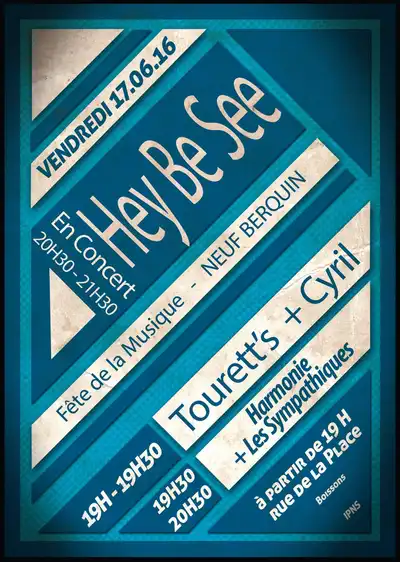 VENDREDI 17.06.16
Hey Be See
En Concert
20H30 - 21H30
Fête de la Musique - NEUF BERQUIN
Tourett's + Cyril
Harmonie
+ Les Sympathiques
19H - 19H30
19H30
20H30
à PARTIR DE 19 H
RUE DE LA PLACE
Boissons
IPNS